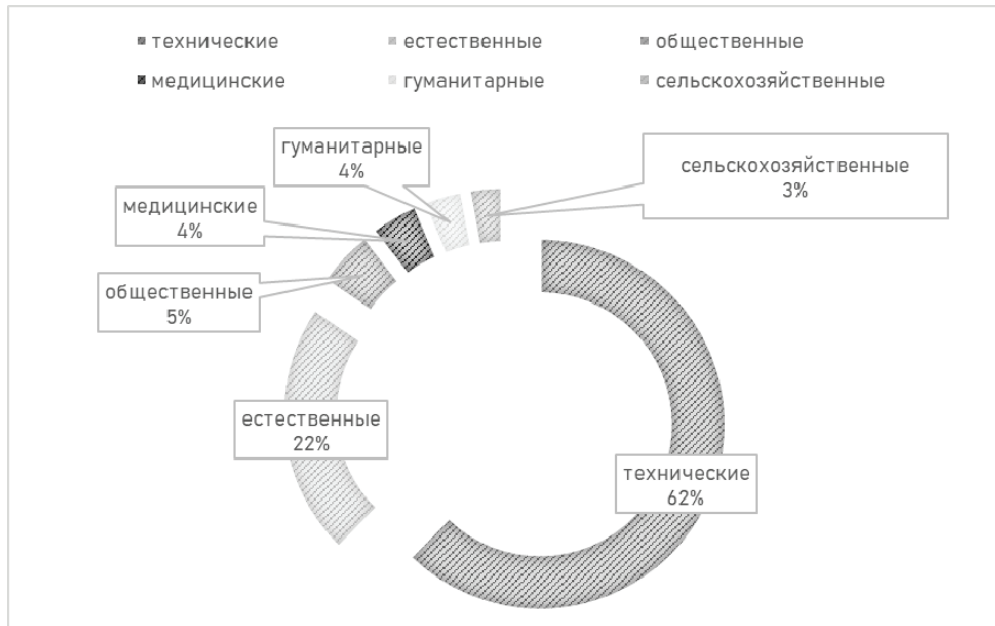 технические
естественные
общественные
медицинские
гуманитарные
сельскохозяйственные
гуманитарные
4%
сельскохозяйственные
3%
медицинские
4%
общественные
5%
естественные
22%
технические
62%